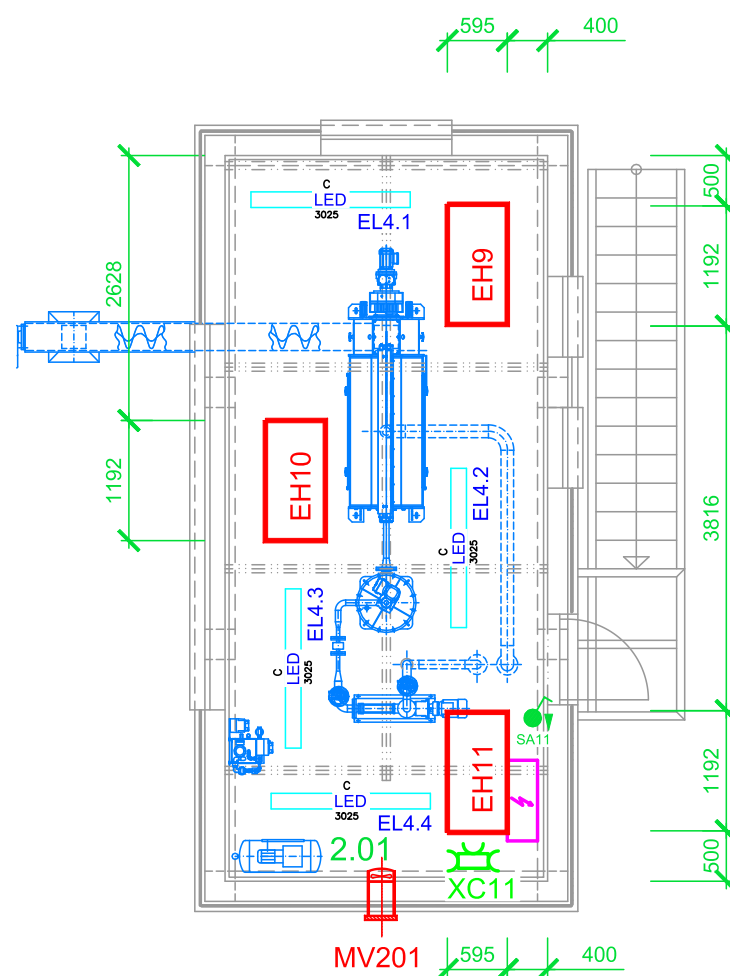 595 400
500
C
LED
3025
EL4.1
EH9
1192
2628
EH10
1192
EL4.2
C
LED
3025
3816
EL4.3
C
LED
3025
SA11
EH11
1192
C
LED
3025
EL4.4
2.01
XC11
500
MV201
595 400